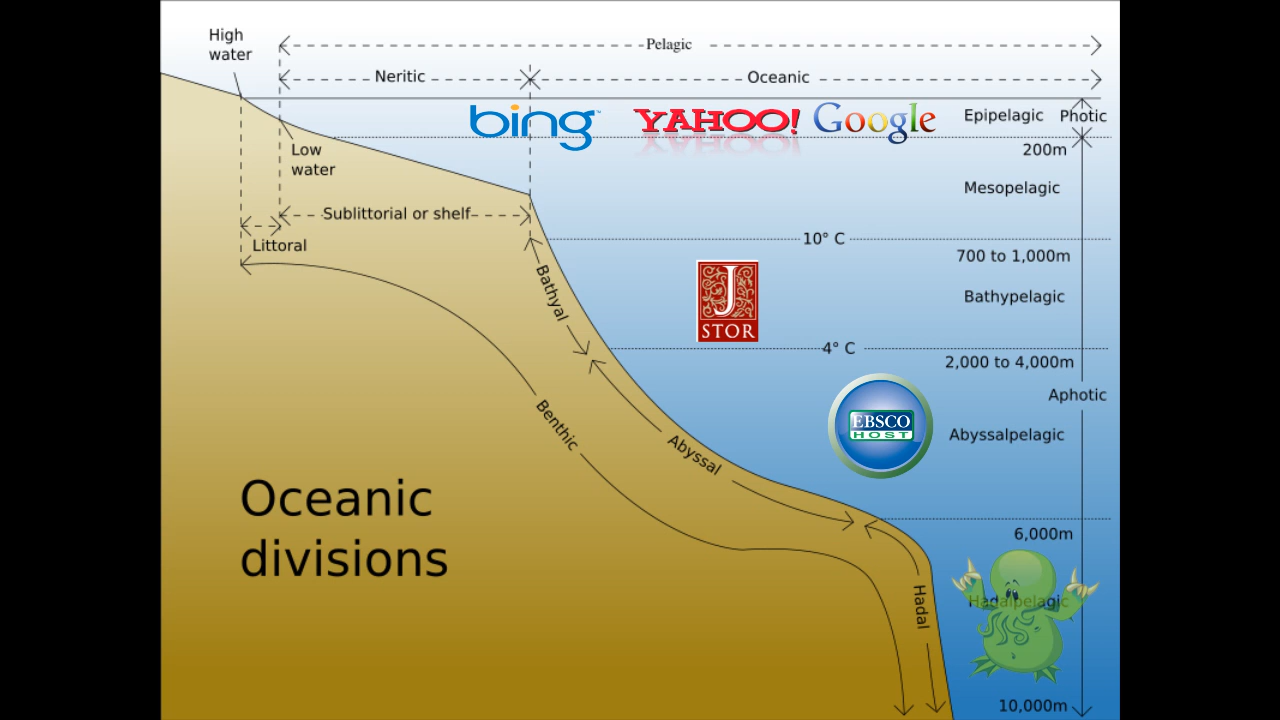 High
water
Pelagic
Neritic
Oceanic
bing™
YAHOO!
Google
Epipelagic
Photic
Low
water
200m
Mesopelagic
Sublittorial or shelf
Littoral
10° C
700 to 1,000m
Bathyal
J
STOR
Bathypelagic
4° C
2,000 to 4,000m
Aphotic
Benthic
Abyssal
EBSCO
HOST
Abyssalpelagic
Oceanic
divisions
6,000m
Hadal
Hadalpelagic
10,000m